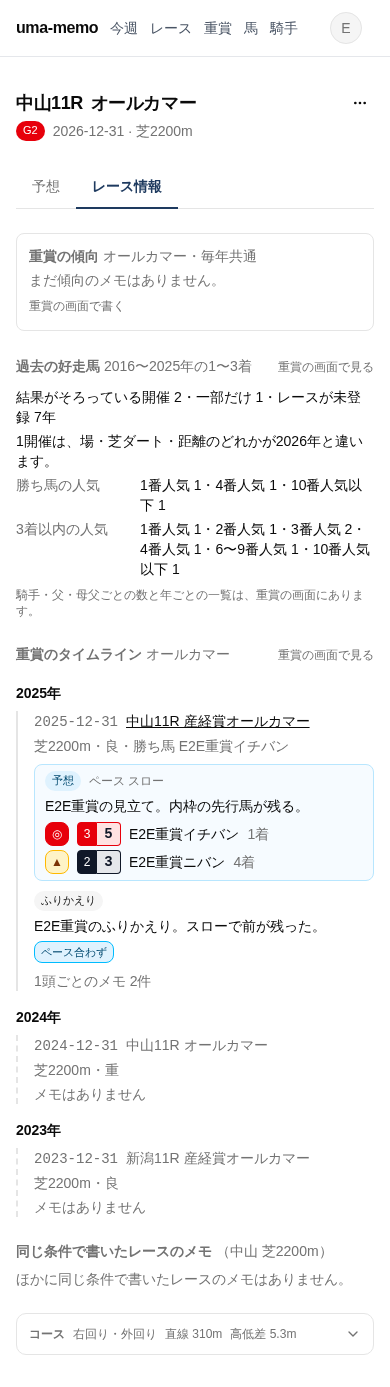 uma-memo 今週 レース 重賞 馬 騎手 E
中山11R オールカマー
G2 2026-12-31 · 芝2200m
予想 レース情報
重賞の傾向 オールカマー・毎年共通
まだ傾向のメモはありません。
重賞の画面で書く
過去の好走馬 2016〜2025年の1〜3着 重賞の画面で見る
結果がそろっている開催 2・一部だけ 1・レースが未登
録 7年
1開催は、場・芝ダート・距離のどれかが2026年と違い
ます。
勝ち馬の人気 1番人気 1・4番人気 1・10番人気以
下 1
3着以内の人気 1番人気 1・2番人気 1・3番人気 2・
4番人気 1・6〜9番人気 1・10番人気
以下 1
騎手・父・母父ごとの数と年ごとの一覧は、重賞の画面にありま
す。
重賞のタイムライン オールカマー 重賞の画面で見る
2025年
2025-12-31 中山11R 産経賞オールカマー
芝2200m・良・勝ち馬 E2E重賞イチバン
予想 ペース スロー
E2E重賞の見立て。内枠の先行馬が残る。
◎ 3 5 E2E重賞イチバン 1着
▲ 2 3 E2E重賞ニバン 4着
ふりかえり
E2E重賞のふりかえり。スローで前が残った。
ペース合わず
1頭ごとのメモ 2件
2024年
2024-12-31 中山11R オールカマー
芝2200m・重
メモはありません
2023年
2023-12-31 新潟11R 産経賞オールカマー
芝2200m・良
メモはありません
同じ条件で書いたレースのメモ （中山 芝2200m）
ほかに同じ条件で書いたレースのメモはありません。
コース 右回り・外回り 直線 310m 高低差 5.3m